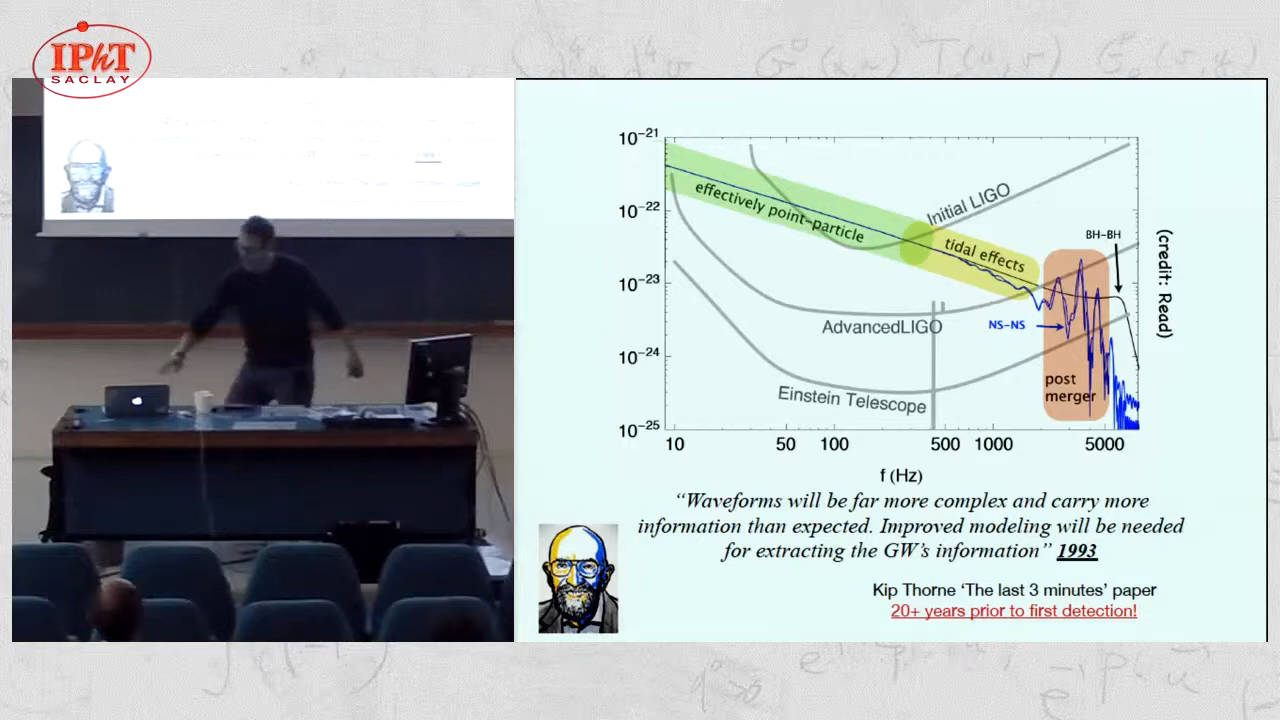 IPhT
SACLAY
10-21
10-22
10-23
10-24
10-25
effectively point-particle
Initial LIGO
tidal effects
BH-BH
(credit: Read)
AdvancedLIGO
NS-NS
Einstein Telescope
post
merger
10 50 100 500 1000 5000
f (Hz)
“Waveforms will be far more complex and carry more
information than expected. Improved modeling will be needed
for extracting the GW’s information” 1993
Kip Thorne ‘The last 3 minutes’ paper
20+ years prior to first detection!